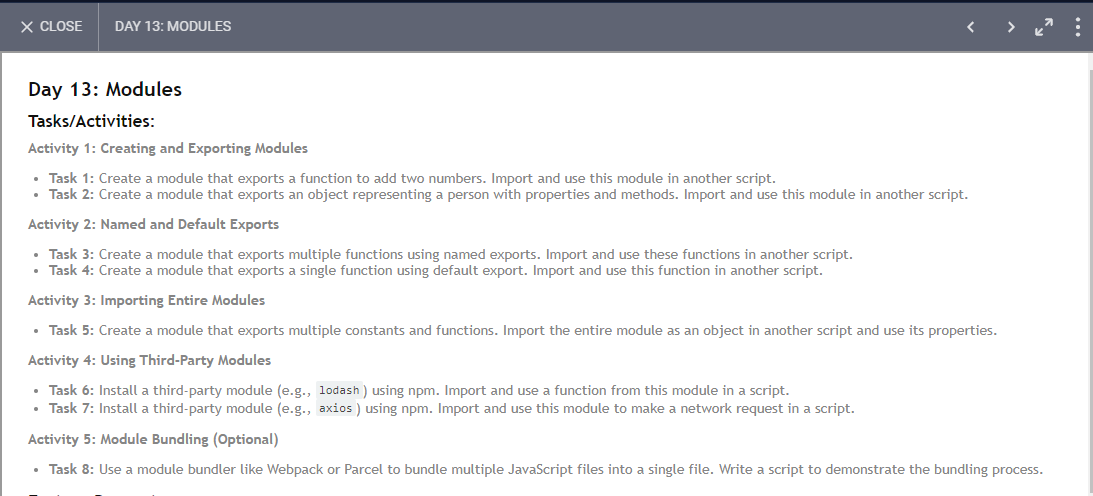 CLOSE
DAY 13: MODULES
Day 13: Modules
Tasks/Activities:
Activity 1: Creating and Exporting Modules
• Task 1: Create a module that exports a function to add two numbers. Import and use this module in another script.
• Task 2: Create a module that exports an object representing a person with properties and methods. Import and use this module in another script.
Activity 2: Named and Default Exports
• Task 3: Create a module that exports multiple functions using named exports. Import and use these functions in another script.
• Task 4: Create a module that exports a single function using default export. Import and use this function in another script.
Activity 3: Importing Entire Modules
• Task 5: Create a module that exports multiple constants and functions. Import the entire module as an object in another script and use its properties.
Activity 4: Using Third-Party Modules
• Task 6: Install a third-party module (e.g., lodash) using npm. Import and use a function from this module in a script.
• Task 7: Install a third-party module (e.g., axios) using npm. Import and use this module to make a network request in a script.
Activity 5: Module Bundling (Optional)
• Task 8: Use a module bundler like Webpack or Parcel to bundle multiple JavaScript files into a single file. Write a script to demonstrate the bundling process.